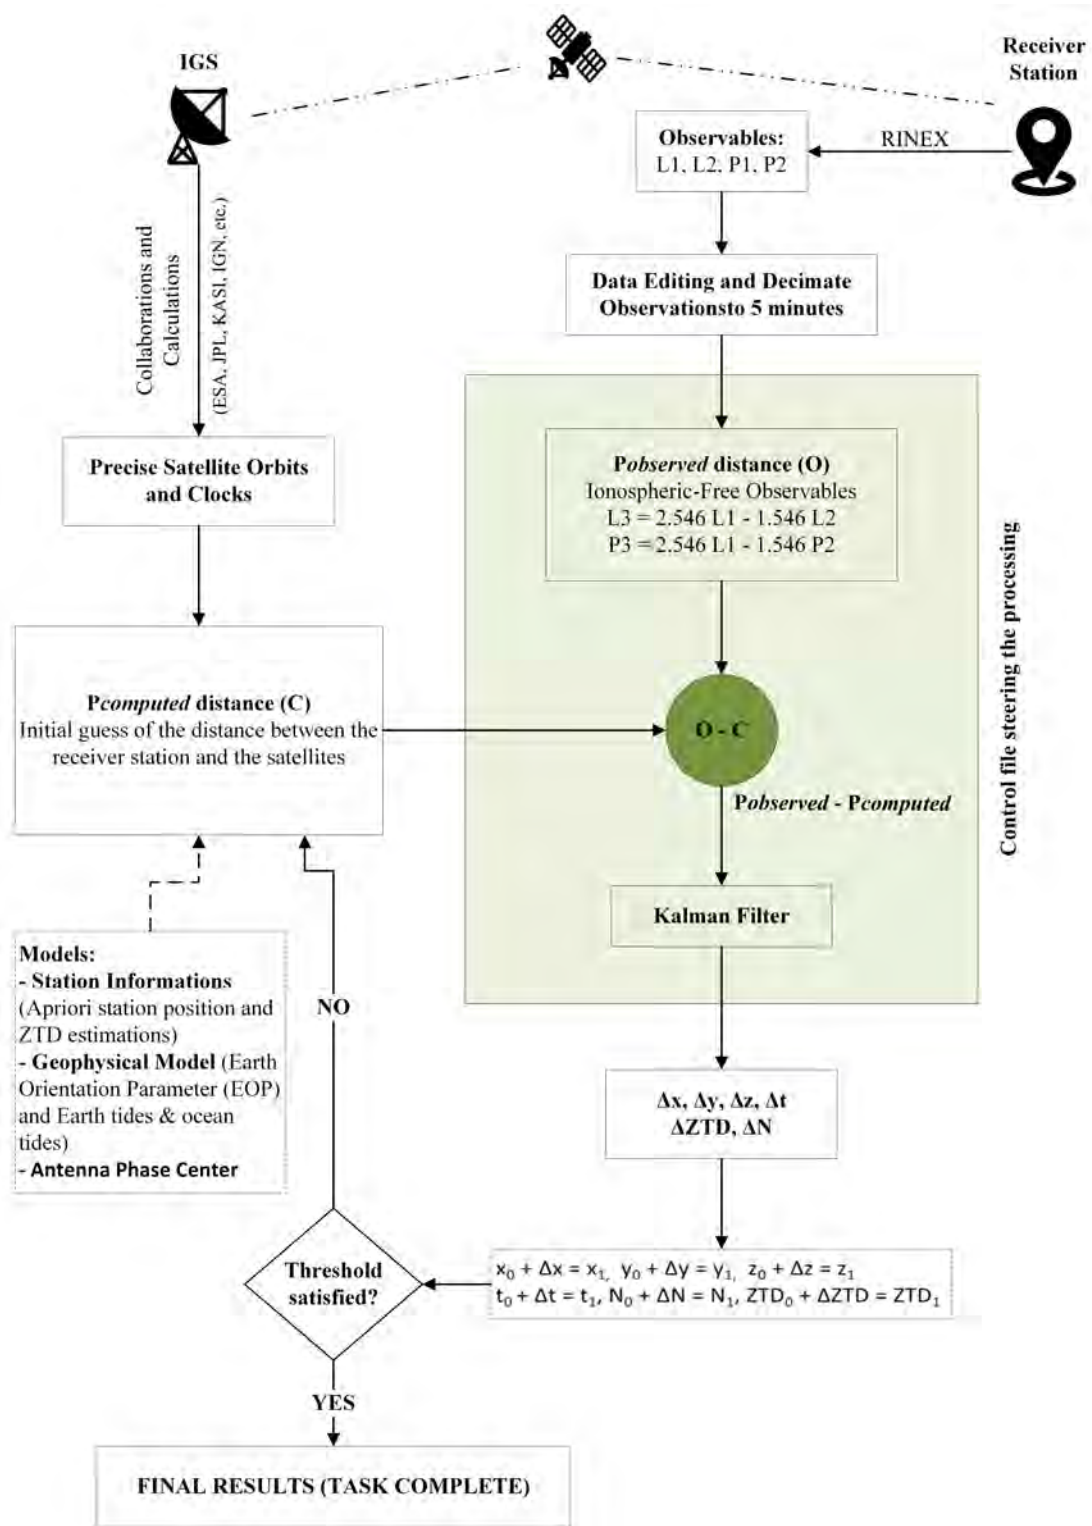 IGS
Receiver
Station
Observables:
L1, L2, P1, P2
RINEX
Collaborations and
Calculations
(ESA, JPL, KASI, IGN, etc.)
Data Editing and Decimate
Observationsto 5 minutes
Precise Satellite Orbits
and Clocks
Pobserved distance (O)
Ionospheric-Free Observables
L3 = 2.546 L1 - 1.546 L2
P3 = 2.546 L1 - 1.546 P2
Control file steering the processing
Pcomputed distance (C)
Initial guess of the distance between the
receiver station and the satellites
O - C
Pobserved - Pcomputed
Kalman Filter
Models:
- Station Informations
(Apriori station position and
ZTD estimations)
- Geophysical Model (Earth
Orientation Parameter (EOP)
and Earth tides & ocean
tides)
- Antenna Phase Center
NO
Δx, Δy, Δz, Δt
ΔZTD, ΔN
x₀ + Δx = x₁, y₀ + Δy = y₁, z₀ + Δz = z₁
t₀ + Δt = t₁, N₀ + ΔN = N₁, ZTD₀ + ΔZTD = ZTD₁
Threshold
satisfied?
YES
FINAL RESULTS (TASK COMPLETE)